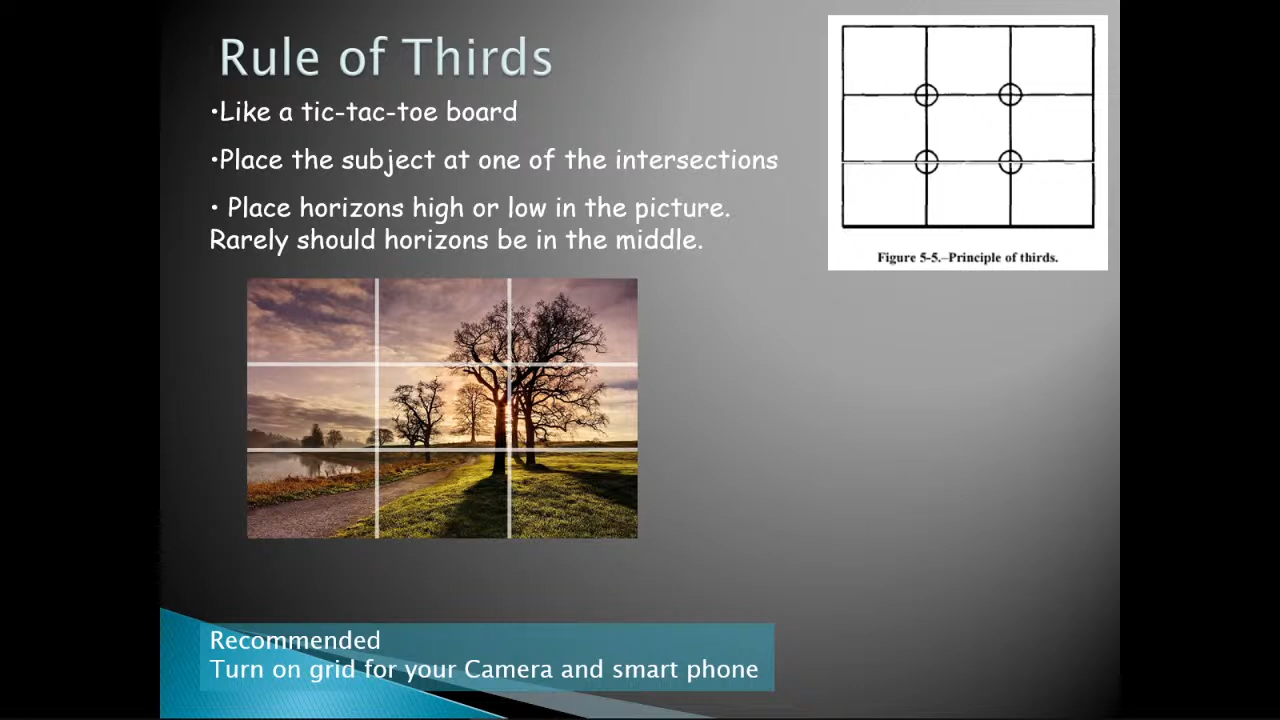 Rule of Thirds
•Like a tic-tac-toe board
•Place the subject at one of the intersections
• Place horizons high or low in the picture.
Rarely should horizons be in the middle.
Figure 5-5.–Principle of thirds.
Recommended
Turn on grid for your Camera and smart phone